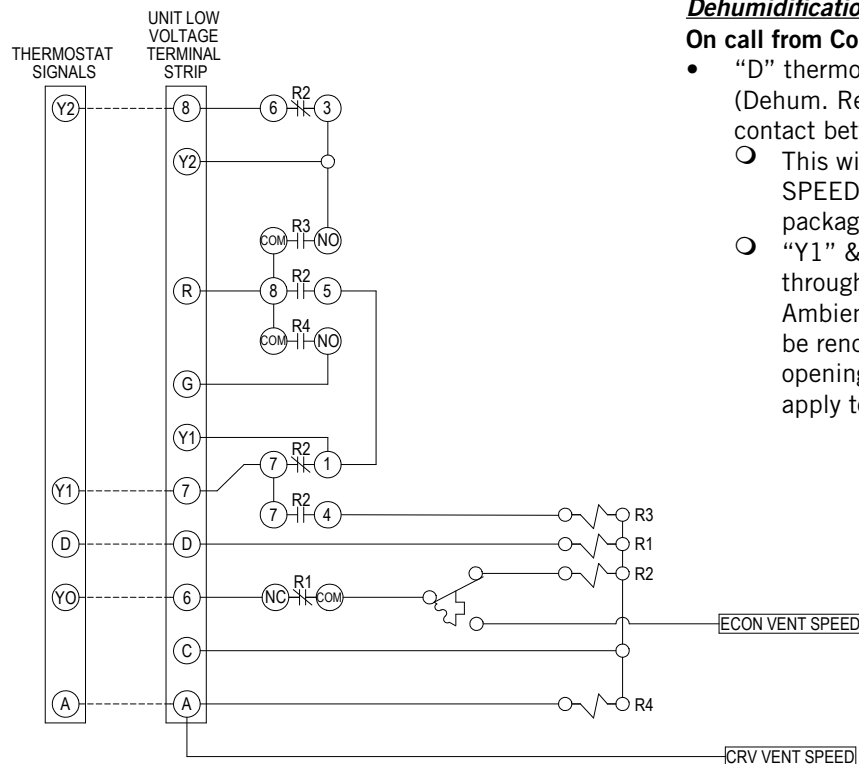 THERMOSTAT
SIGNALS
UNIT LOW
VOLTAGE
TERMINAL
STRIP
Y2
8
6
R2
3
Y2
R3
COM
NO
R
8
R2
5
R4
COM
NO
G
Y1
R2
7
1
Y1
7
R2
7
4
R3
D
D
R1
R2
YO
6
NC
R1
COM
ECON VENT SPEED
C
A
A
R4
CRV VENT SPEED
Dehumidificatio
On call from Co
• "D" thermo
(Dehum. Re
contact bet
This wi
SPEED
packag
"Y1" &
through
Ambien
be reno
opening
apply to